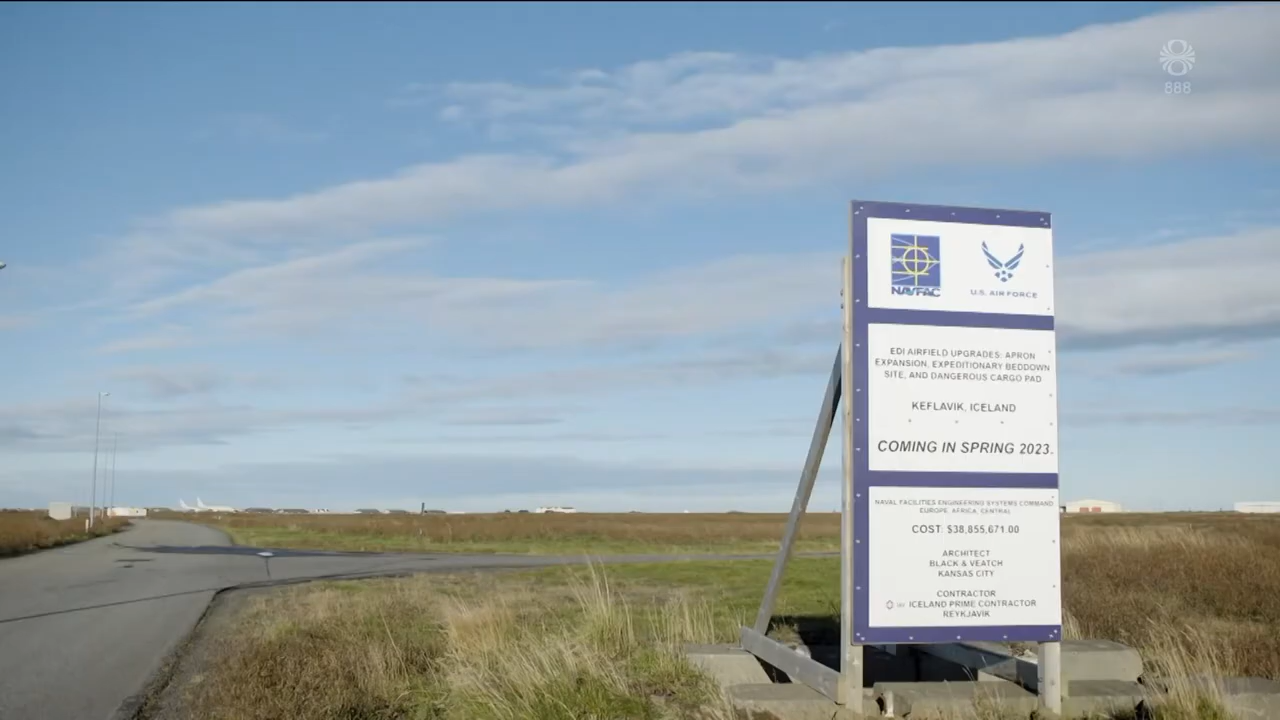 888
NAVFAC
U.S. AIR FORCE
EDI AIRFIELD UPGRADES: APRON
EXPANSION, EXPEDITIONARY BEDDOWN
SITE, AND DANGEROUS CARGO PAD
KEFLAVIK, ICELAND
COMING IN SPRING 2023.
NAVAL FACILITIES ENGINEERING SYSTEMS COMMAND
EUROPE, AFRICA, CENTRAL
COST: $38,855,671.00
ARCHITECT
BLACK & VEATCH
KANSAS CITY
CONTRACTOR
ICELAND PRIME CONTRACTOR
REYKJAVIK